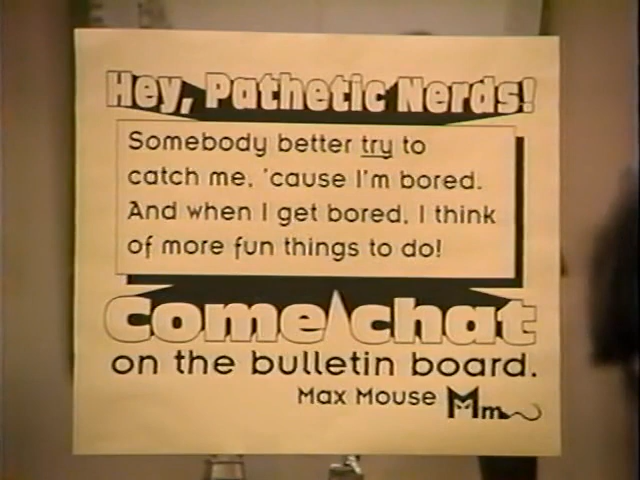 Hey, Pathetic Nerds!
Somebody better try to
catch me, 'cause I'm bored.
And when I get bored, I think
of more fun things to do!
Come chat
on the bulletin board.
Max Mouse Mm